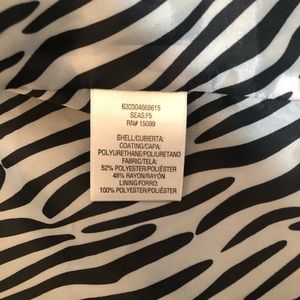 630304668615
SEAS:F5
RN# 15099
SHELL/CUBIERTA:
COATING/CAPA:
POLYURETHANE/POLIURETANO
FABRIC/TELA:
52% POLYESTER/POLIÉSTER
48% RAYON/RAYÓN
LINING/FORRO:
100% POLYESTER/POLIÉSTER